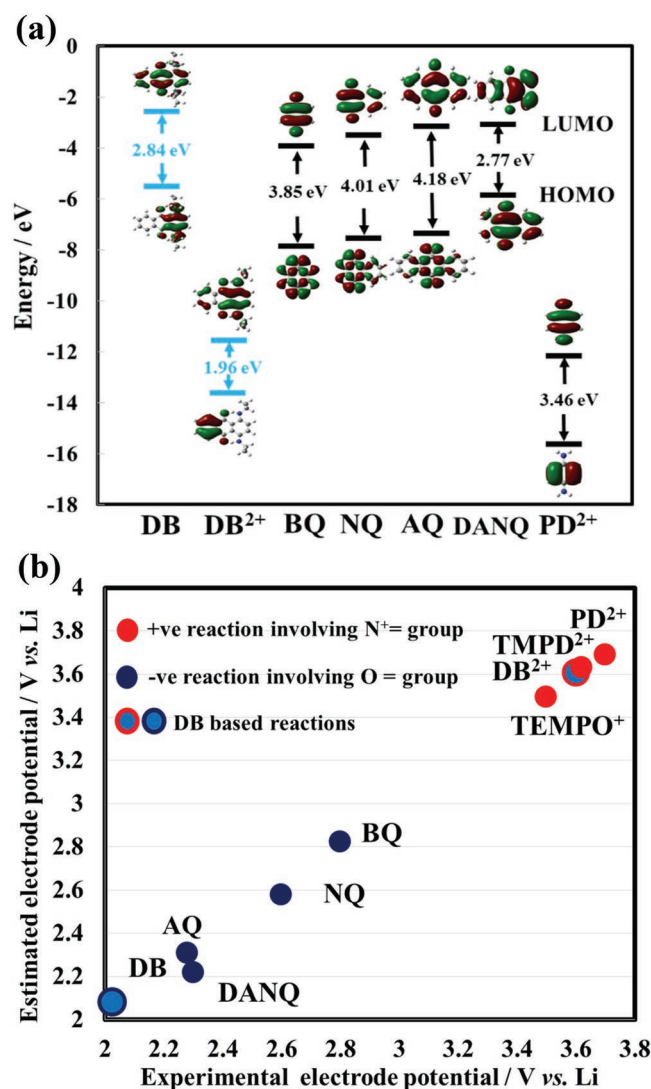 (a)
0
-2
-4
-6
-8
-10
-12
-14
-16
-18
Energy / eV
2.84 eV
1.96 eV
3.85 eV
4.01 eV
4.18 eV
2.77 eV
3.46 eV
LUMO
HOMO
DB DB²⁺ BQ NQ AQ DANQ PD²⁺
(b)
4
3.8
3.6
3.4
3.2
3
2.8
2.6
2.4
2.2
2
Estimated electrode potential / V vs. Li
+ve reaction involving N⁺= group
-ve reaction involving O = group
DB based reactions
PD²⁺
TMPD²⁺
DB²⁺
TEMPO⁺
BQ
NQ
AQ
DB
DANQ
2 2.2 2.4 2.6 2.8 3 3.2 3.4 3.6 3.8
Experimental electrode potential / V vs. Li